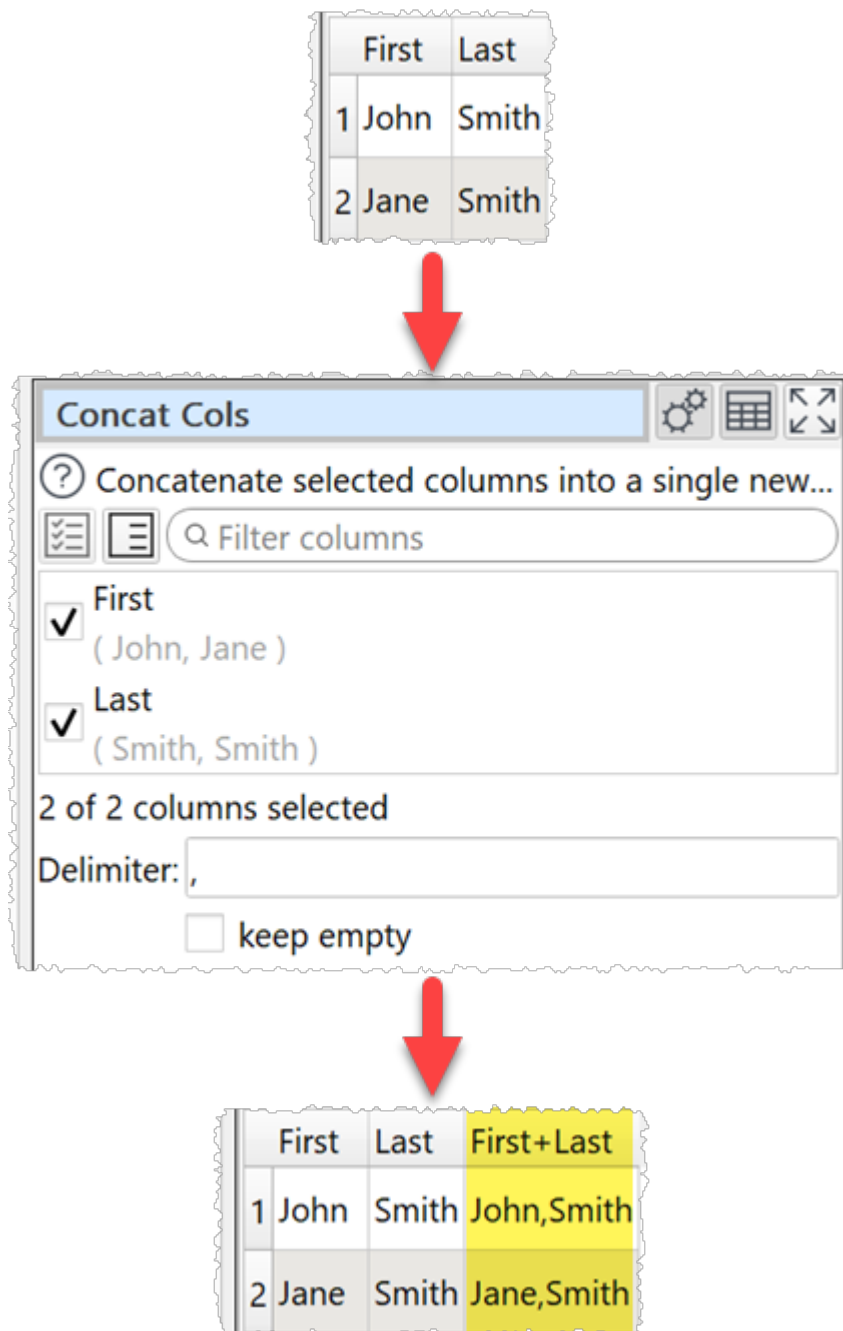 First Last
1 John Smith
2 Jane Smith
Concat Cols
? Concatenate selected columns into a single new...
Filter columns
First
( John, Jane )
Last
( Smith, Smith )
2 of 2 columns selected
Delimiter: ,
keep empty
First Last First+Last
1 John Smith John,Smith
2 Jane Smith Jane,Smith